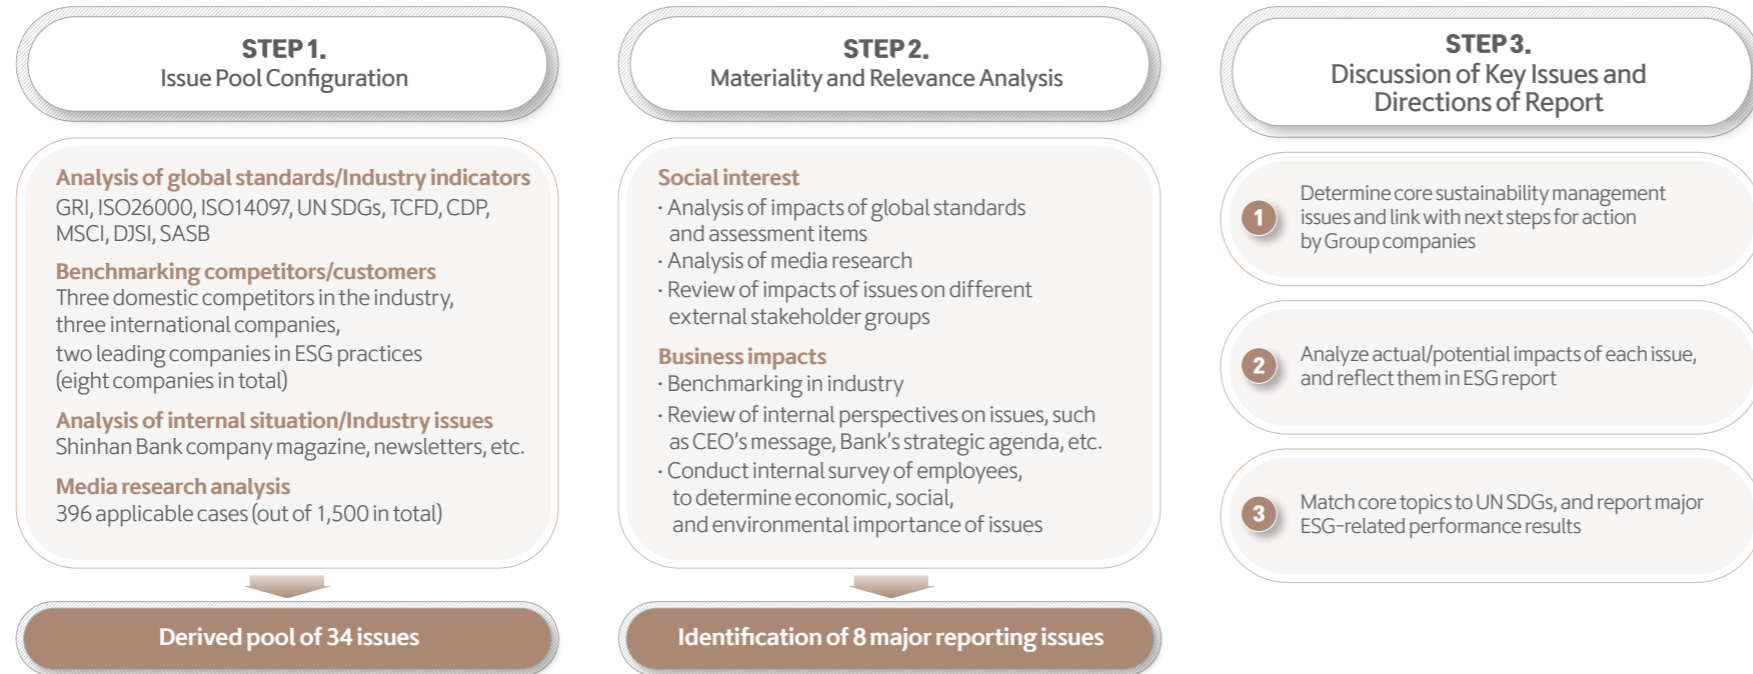 STEP 1.
Issue Pool Configuration
Analysis of global standards/Industry indicators
GRI, ISO26000, ISO14097, UN SDGs, TCFD, CDP,
MSCI, DJSI, SASB
Benchmarking competitors/customers
Three domestic competitors in the industry,
three international companies,
two leading companies in ESG practices
(eight companies in total)
Analysis of internal situation/Industry issues
Shinhan Bank company magazine, newsletters, etc.
Media research analysis
396 applicable cases (out of 1,500 in total)
Derived pool of 34 issues
STEP 2.
Materiality and Relevance Analysis
Social interest
· Analysis of impacts of global standards
and assessment items
· Analysis of media research
· Review of impacts of issues on different
external stakeholder groups
Business impacts
· Benchmarking in industry
· Review of internal perspectives on issues, such
as CEO's message, Bank's strategic agenda, etc.
· Conduct internal survey of employees,
to determine economic, social,
and environmental importance of issues
Identification of 8 major reporting issues
STEP 3.
Discussion of Key Issues and
Directions of Report
1
Determine core sustainability management
issues and link with next steps for action
by Group companies
2
Analyze actual/potential impacts of each issue,
and reflect them in ESG report
3
Match core topics to UN SDGs, and report major
ESG-related performance results